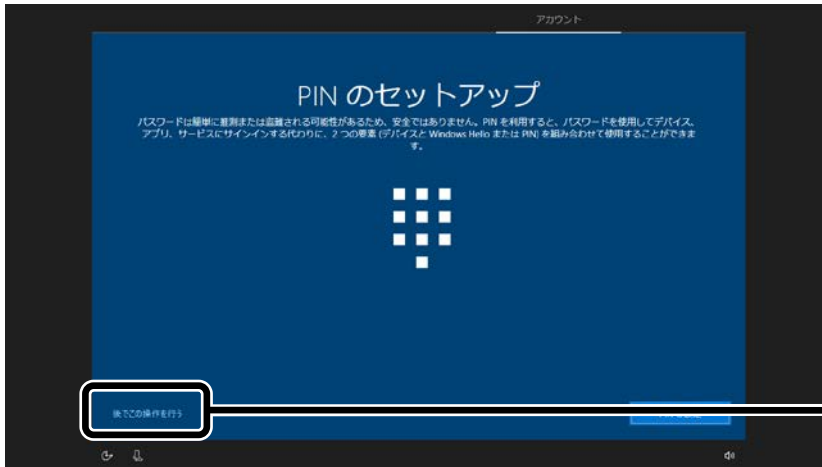 アカウント
PIN のセットアップ
パスワードは簡単に推測または盗難される可能性があるため、安全ではありません。PIN を利用すると、パスワードを使用してデバイス、
アプリ、サービスにサインインする代わりに、2 つの要素 (デバイスと Windows Hello または PIN) を組み合わせて使用することができま
す。
後でこの操作を行う